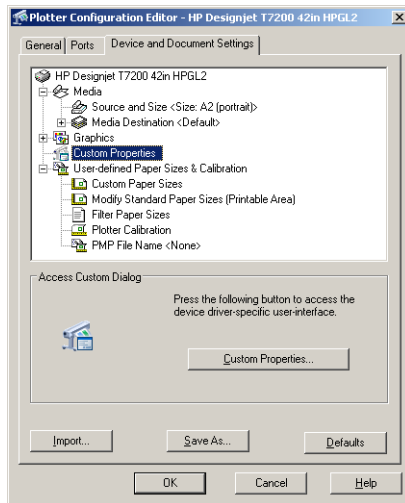 Plotter Configuration Editor - HP Designjet T7200 42in HPGL2
General Ports Device and Document Settings
HP Designjet T7200 42in HPGL2
Media
Source and Size <Size: A2 (portrait)>
Media Destination <Default>
Graphics
Custom Properties
User-defined Paper Sizes & Calibration
Custom Paper Sizes
Modify Standard Paper Sizes (Printable Area)
Filter Paper Sizes
Plotter Calibration
PMP File Name <None>
Access Custom Dialog
Press the following button to access the
device driver-specific user-interface.
Custom Properties...
Import... Save As... Defaults
OK Cancel Help